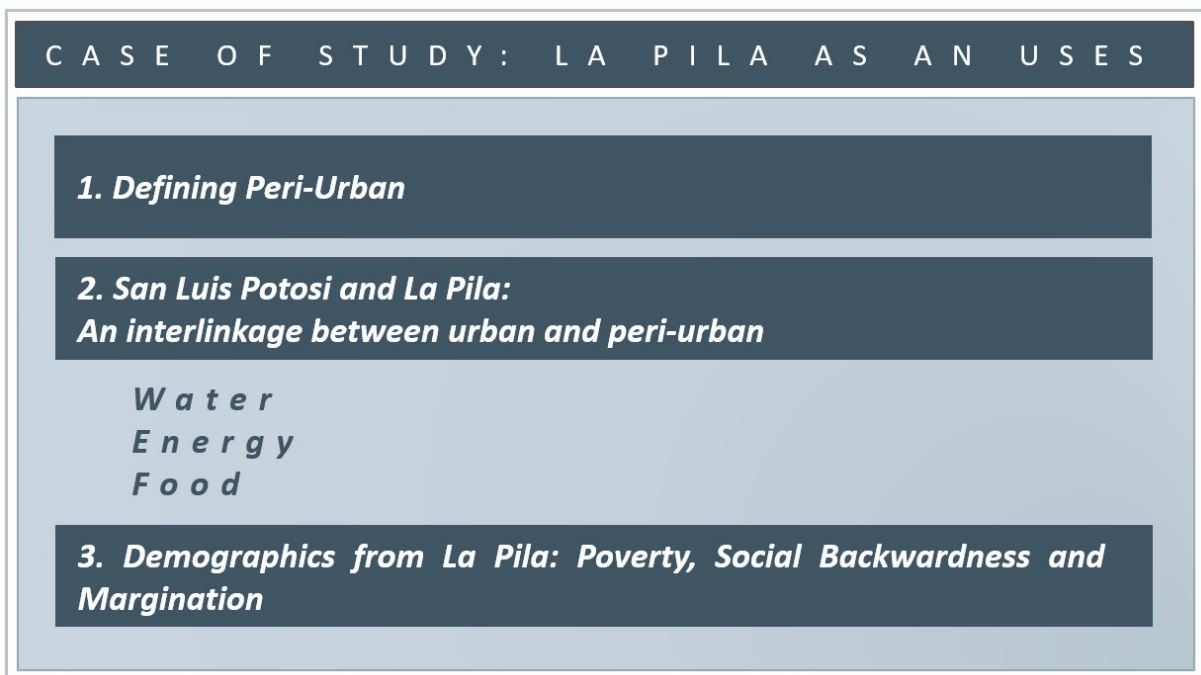 CASE OF STUDY: LA PILA AS AN USES
1. Defining Peri-Urban
2. San Luis Potosi and La Pila:
An interlinkage between urban and peri-urban
Water
Energy
Food
3. Demographics from La Pila: Poverty, Social Backwardness and
Margination